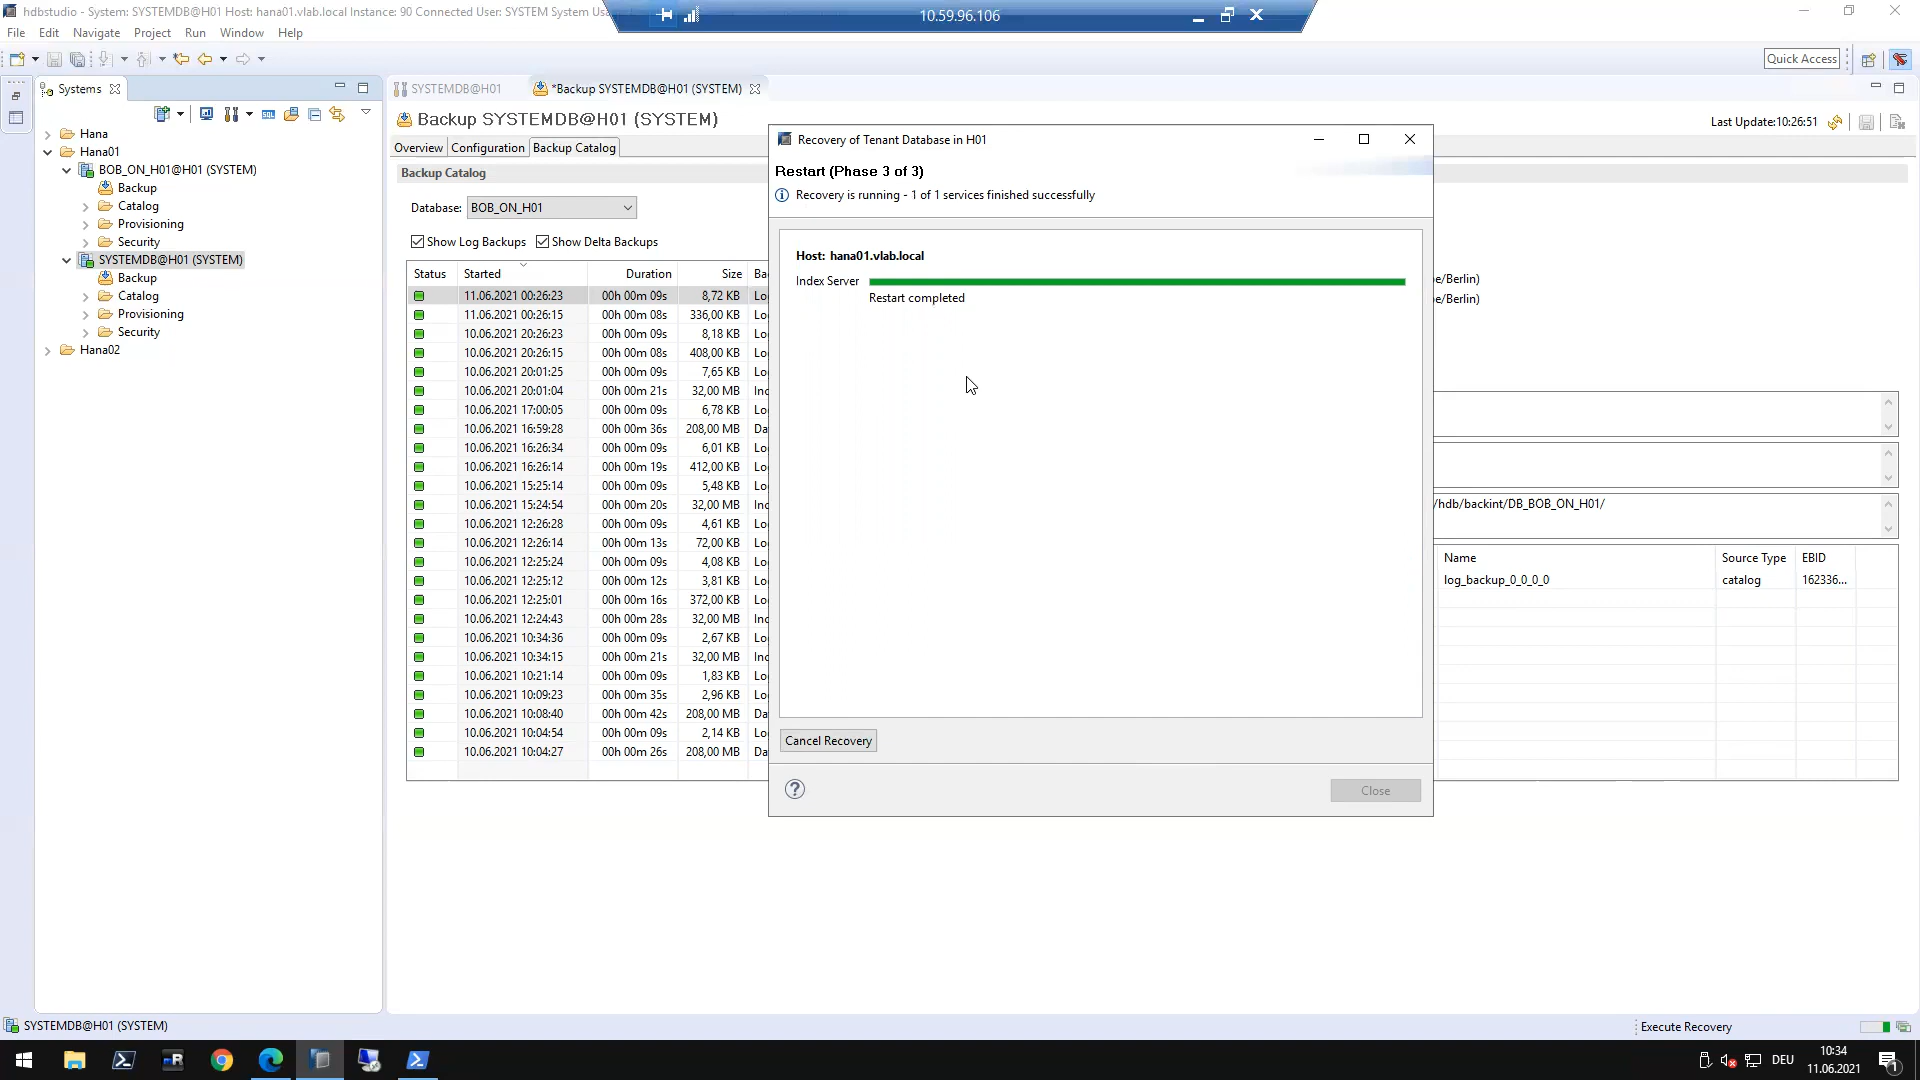 hdbstudio - System: SYSTEMDB@H01 Host: hana01.vlab.local Instance: 90 Connected User: SYSTEM System Usage
10.59.96.106
File Edit Navigate Project Run Window Help
Quick Access
Systems
SYSTEMDB@H01
*Backup SYSTEMDB@H01 (SYSTEM)
Backup SYSTEMDB@H01 (SYSTEM)
Last Update:10:26:51
Overview Configuration Backup Catalog
Backup Catalog
Database: BOB_ON_H01
Show Log Backups Show Delta Backups
Hana
Hana01
BOB_ON_H01@H01 (SYSTEM)
Backup
Catalog
Provisioning
Security
SYSTEMDB@H01 (SYSTEM)
Backup
Catalog
Provisioning
Security
Hana02
Status Started Duration Size Ba
11.06.2021 00:26:23 00h 00m 09s 8,72 KB Lo
11.06.2021 00:26:15 00h 00m 08s 336,00 KB Lo
10.06.2021 20:26:23 00h 00m 09s 8,18 KB Lo
10.06.2021 20:26:15 00h 00m 08s 408,00 KB Lo
10.06.2021 20:01:25 00h 00m 09s 7,65 KB Lo
10.06.2021 20:01:04 00h 00m 21s 32,00 MB Inc
10.06.2021 17:00:05 00h 00m 09s 6,78 KB Lo
10.06.2021 16:59:28 00h 00m 36s 208,00 MB Da
10.06.2021 16:26:34 00h 00m 09s 6,01 KB Lo
10.06.2021 16:26:14 00h 00m 19s 412,00 KB Lo
10.06.2021 15:25:14 00h 00m 09s 5,48 KB Lo
10.06.2021 15:24:54 00h 00m 20s 32,00 MB Inc
10.06.2021 12:26:28 00h 00m 09s 4,61 KB Lo
10.06.2021 12:26:14 00h 00m 13s 72,00 KB Lo
10.06.2021 12:25:24 00h 00m 09s 4,08 KB Lo
10.06.2021 12:25:12 00h 00m 12s 3,81 KB Lo
10.06.2021 12:25:01 00h 00m 16s 372,00 KB Lo
10.06.2021 12:24:43 00h 00m 28s 32,00 MB Inc
10.06.2021 10:34:36 00h 00m 09s 2,67 KB Lo
10.06.2021 10:34:15 00h 00m 21s 32,00 MB Inc
10.06.2021 10:21:14 00h 00m 09s 1,83 KB Lo
10.06.2021 10:09:23 00h 00m 35s 2,96 KB Lo
10.06.2021 10:08:40 00h 00m 42s 208,00 MB Da
10.06.2021 10:04:54 00h 00m 09s 2,14 KB Lo
10.06.2021 10:04:27 00h 00m 26s 208,00 MB Da
Recovery of Tenant Database in H01
Restart (Phase 3 of 3)
Recovery is running - 1 of 1 services finished successfully
Host: hana01.vlab.local
Index Server
Restart completed
Cancel Recovery
Close
e/Berlin)
e/Berlin)
/hdb/backint/DB_BOB_ON_H01/
Name Source Type EBID
log_backup_0_0_0_0 catalog 162336...
SYSTEMDB@H01 (SYSTEM)
Execute Recovery
DEU
10:34
11.06.2021
1